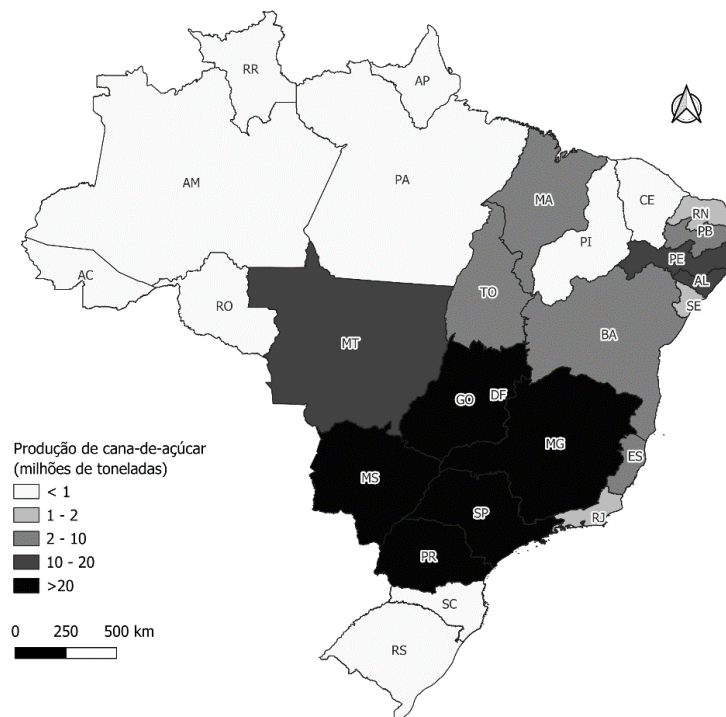 RR
AP
AM
PA
MA
CE
RN
PB
PI
PE
AL
AC
TO
SE
RO
BA
MT
DF
GO
MG
ES
MS
SP
RJ
PR
SC
RS
Produção de cana-de-açúcar
(milhões de toneladas)
< 1
1 - 2
2 - 10
10 - 20
>20
0 250 500 km